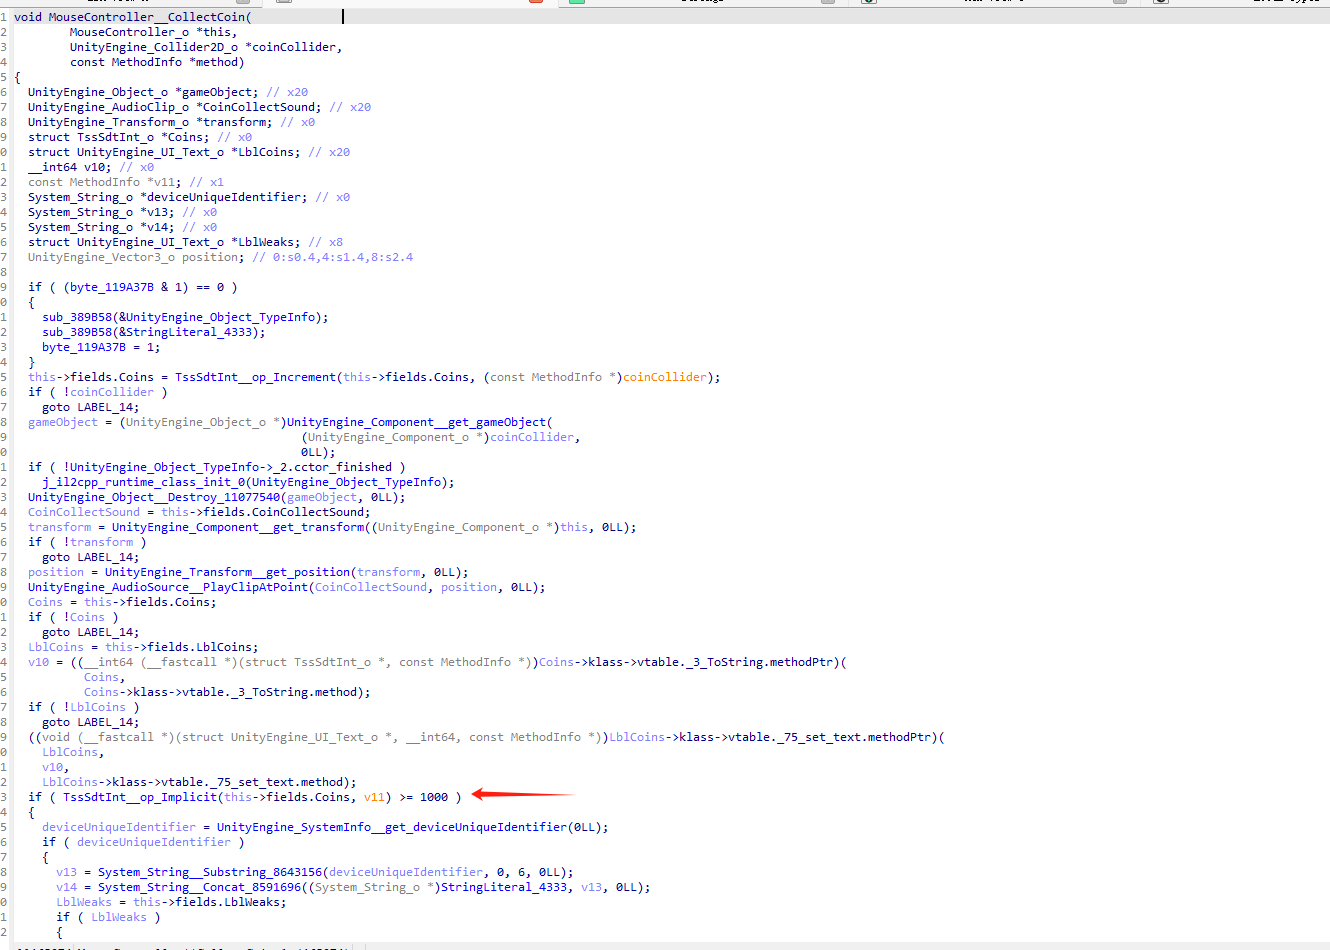 1 void MouseController__CollectCoin(
2 MouseController_o *this,
3 UnityEngine_Collider2D_o *coinCollider,
4 const MethodInfo *method)
5 {
6 UnityEngine_Object_o *gameObject; // x20
7 UnityEngine_AudioClip_o *CoinCollectSound; // x20
8 UnityEngine_Transform_o *transform; // x0
9 struct TssSdtInt_o *Coins; // x0
0 struct UnityEngine_UI_Text_o *LblCoins; // x20
1 __int64 v10; // x0
2 const MethodInfo *v11; // x1
3 System_String_o *deviceUniqueIdentifier; // x0
4 System_String_o *v13; // x0
5 System_String_o *v14; // x0
6 struct UnityEngine_UI_Text_o *LblWeaks; // x8
7 UnityEngine_Vector3_o position; // 0:s0.4,4:s1.4,8:s2.4
8
9 if ( (byte_119A37B & 1) == 0 )
0 {
1 sub_389B58(&UnityEngine_Object_TypeInfo);
2 sub_389B58(&StringLiteral_4333);
3 byte_119A37B = 1;
4 }
5 this->fields.Coins = TssSdtInt__op_Increment(this->fields.Coins, (const MethodInfo *)coinCollider);
6 if ( !coinCollider )
7 goto LABEL_14;
8 gameObject = (UnityEngine_Object_o *)UnityEngine_Component__get_gameObject(
9 (UnityEngine_Component_o *)coinCollider,
0 0LL);
1 if ( !UnityEngine_Object_TypeInfo->_2.cctor_finished )
2 j_il2cpp_runtime_class_init_0(UnityEngine_Object_TypeInfo);
3 UnityEngine_Object__Destroy_11077540(gameObject, 0LL);
4 CoinCollectSound = this->fields.CoinCollectSound;
5 transform = UnityEngine_Component__get_transform((UnityEngine_Component_o *)this, 0LL);
6 if ( !transform )
7 goto LABEL_14;
8 position = UnityEngine_Transform__get_position(transform, 0LL);
9 UnityEngine_AudioSource__PlayClipAtPoint(CoinCollectSound, position, 0LL);
0 Coins = this->fields.Coins;
1 if ( !Coins )
2 goto LABEL_14;
3 LblCoins = this->fields.LblCoins;
4 v10 = ((__int64 (__fastcall *)(struct TssSdtInt_o *, const MethodInfo *))Coins->klass->vtable._3_ToString.methodPtr)(
5 Coins,
6 Coins->klass->vtable._3_ToString.method);
7 if ( !LblCoins )
8 goto LABEL_14;
9 ((void (__fastcall *)(struct UnityEngine_UI_Text_o *, __int64, const MethodInfo *))LblCoins->klass->vtable._75_set_text.methodPtr)(
0 LblCoins,
1 v10,
2 LblCoins->klass->vtable._75_set_text.method);
3 if ( TssSdtInt__op_Implicit(this->fields.Coins, v11) >= 1000 )
4 {
5 deviceUniqueIdentifier = UnityEngine_SystemInfo__get_deviceUniqueIdentifier(0LL);
6 if ( deviceUniqueIdentifier )
7 {
8 v13 = System_String__Substring_8643156(deviceUniqueIdentifier, 0, 6, 0LL);
9 v14 = System_String__Concat_8591696((System_String_o *)StringLiteral_4333, v13, 0LL);
0 LblWeaks = this->fields.LblWeaks;
1 if ( LblWeaks )
2 {